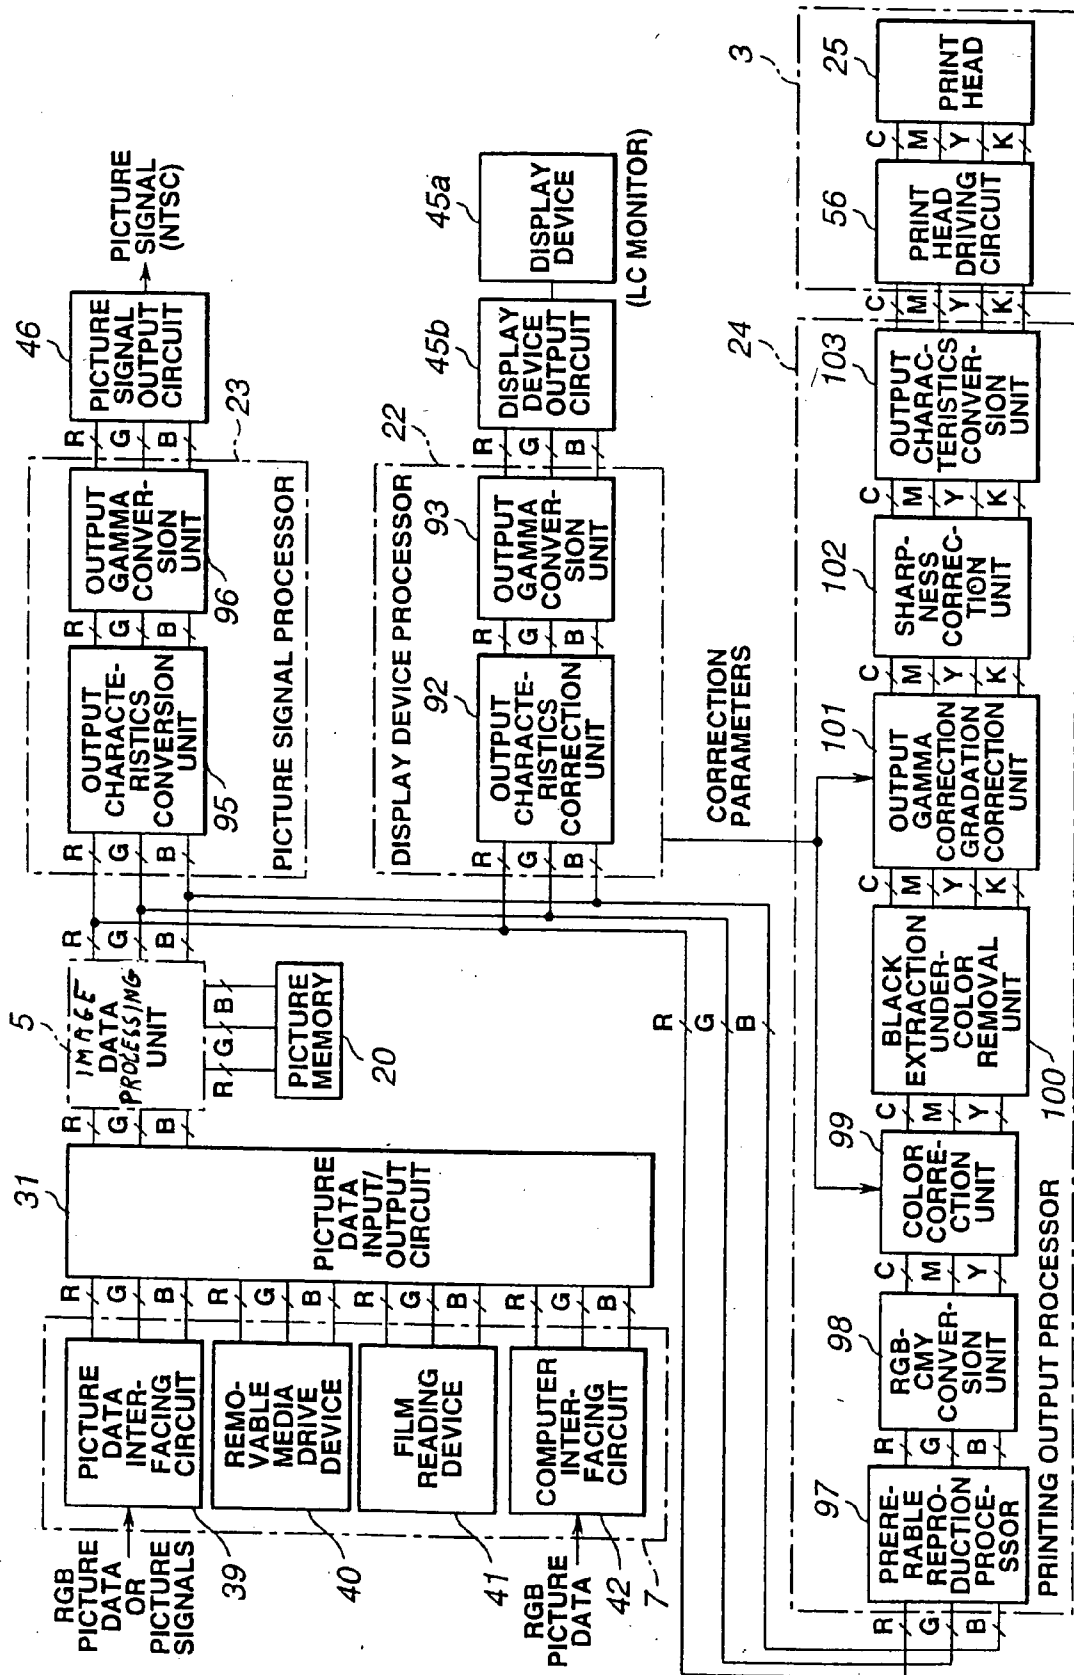 RGB
PICTURE
DATA
OR
PICTURE
SIGNALS
PICTURE
DATA
INTER-
FACING
CIRCUIT
39
REMO-
VABLE
MEDIA
DRIVE
DEVICE
40
FILM
READING
DEVICE
41
RGB
PICTURE
DATA
COMPUTER
INTER-
FACING
CIRCUIT
42
7
R
G
B
R
G
B
R
G
B
R
G
B
31
PICTURE
DATA
INPUT/
OUTPUT
CIRCUIT
R
G
B
5
IMAGE
DATA
PROCESSING
UNIT
R
G
B
PICTURE
MEMORY
20
R
G
B
R
G
B
OUTPUT
CHARACTE-
RISTICS
CONVERSION
UNIT
95
R
G
B
OUTPUT
GAMMA
CONVER-
SION
UNIT
96
PICTURE SIGNAL PROCESSOR
23
R
G
B
46
PICTURE
SIGNAL
OUTPUT
CIRCUIT
PICTURE
SIGNAL
(NTSC)
DISPLAY DEVICE PROCESSOR
22
R
G
B
92
OUTPUT
CHARACTE-
RISTICS
CORRECTION
UNIT
R
G
B
93
OUTPUT
GAMMA
CONVER-
SION
UNIT
R
G
B
45b
DISPLAY
DEVICE
OUTPUT
CIRCUIT
45a
DISPLAY
DEVICE
(LC MONITOR)
R
G
B
CORRECTION
PARAMETERS
R
G
B
97
PRERE-
RABLE
REPRO-
DUCTION
PROCE-
SSOR
R
G
B
98
RGB-
CMY
CONVER-
SION
UNIT
C
M
Y
99
COLOR
CORRE-
CTION
UNIT
C
M
Y
BLACK
EXTRACTION
UNDER-
COLOR
REMOVAL
UNIT
100
C
M
Y
K
101
OUTPUT
GAMMA
CORRECTION
GRADATION
CORRECTION
UNIT
C
M
Y
K
102
SHARP-
NESS
CORREC-
TION
UNIT
C
M
Y
K
103
OUTPUT
CHARAC-
TERISTICS
CONVER-
SION
UNIT
24
PRINTING OUTPUT PROCESSOR
C
M
Y
K
56
PRINT
HEAD
DRIVING
CIRCUIT
C
M
Y
K
25
PRINT
HEAD
3